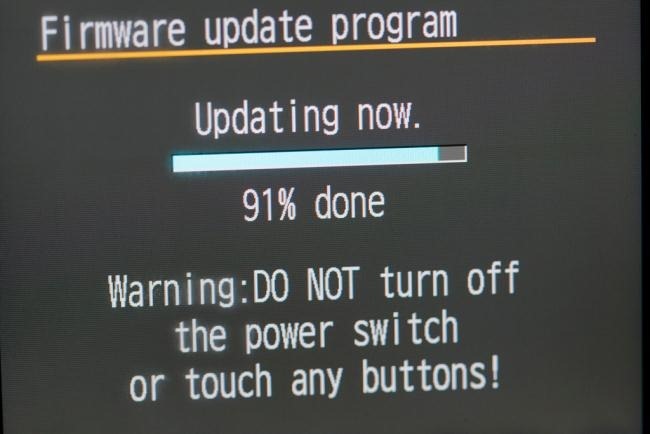 Firmware update program
Updating now.
91% done
Warning:DO NOT turn off
the power switch
or touch any buttons!